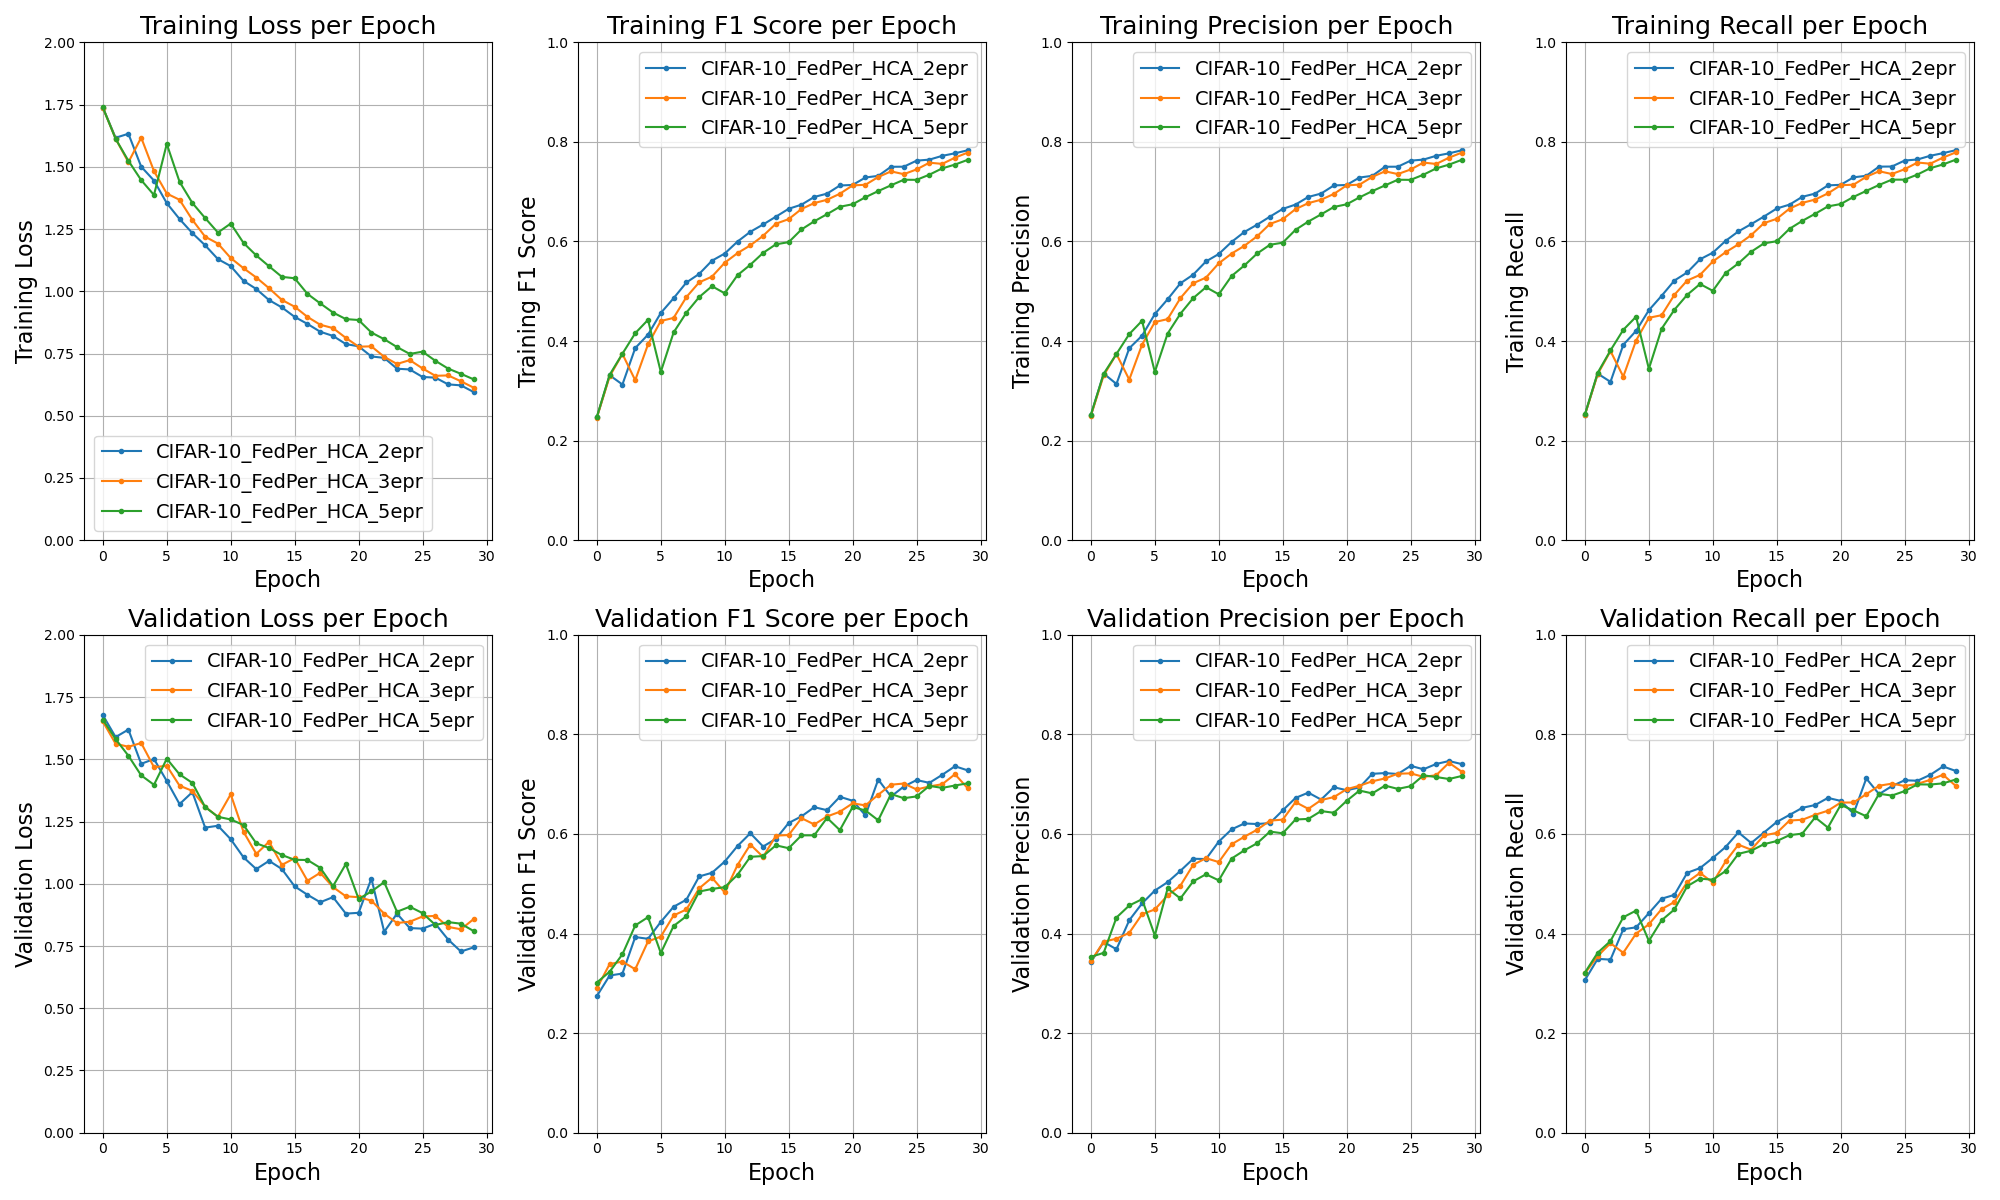 Training Loss per Epoch
Training Loss
2.00
1.75
1.50
1.25
1.00
0.75
0.50
0.25
0.00
CIFAR-10_FedPer_HCA_2epr
CIFAR-10_FedPer_HCA_3epr
CIFAR-10_FedPer_HCA_5epr
0 5 10 15 20 25 30
Epoch
Training F1 Score per Epoch
Training F1 Score
1.0
0.8
0.6
0.4
0.2
0.0
CIFAR-10_FedPer_HCA_2epr
CIFAR-10_FedPer_HCA_3epr
CIFAR-10_FedPer_HCA_5epr
0 5 10 15 20 25 30
Epoch
Training Precision per Epoch
Training Precision
1.0
0.8
0.6
0.4
0.2
0.0
CIFAR-10_FedPer_HCA_2epr
CIFAR-10_FedPer_HCA_3epr
CIFAR-10_FedPer_HCA_5epr
0 5 10 15 20 25 30
Epoch
Training Recall per Epoch
Training Recall
1.0
0.8
0.6
0.4
0.2
0.0
CIFAR-10_FedPer_HCA_2epr
CIFAR-10_FedPer_HCA_3epr
CIFAR-10_FedPer_HCA_5epr
0 5 10 15 20 25 30
Epoch
Validation Loss per Epoch
Validation Loss
2.00
1.75
1.50
1.25
1.00
0.75
0.50
0.25
0.00
CIFAR-10_FedPer_HCA_2epr
CIFAR-10_FedPer_HCA_3epr
CIFAR-10_FedPer_HCA_5epr
0 5 10 15 20 25 30
Epoch
Validation F1 Score per Epoch
Validation F1 Score
1.0
0.8
0.6
0.4
0.2
0.0
CIFAR-10_FedPer_HCA_2epr
CIFAR-10_FedPer_HCA_3epr
CIFAR-10_FedPer_HCA_5epr
0 5 10 15 20 25 30
Epoch
Validation Precision per Epoch
Validation Precision
1.0
0.8
0.6
0.4
0.2
0.0
CIFAR-10_FedPer_HCA_2epr
CIFAR-10_FedPer_HCA_3epr
CIFAR-10_FedPer_HCA_5epr
0 5 10 15 20 25 30
Epoch
Validation Recall per Epoch
Validation Recall
1.0
0.8
0.6
0.4
0.2
0.0
CIFAR-10_FedPer_HCA_2epr
CIFAR-10_FedPer_HCA_3epr
CIFAR-10_FedPer_HCA_5epr
0 5 10 15 20 25 30
Epoch